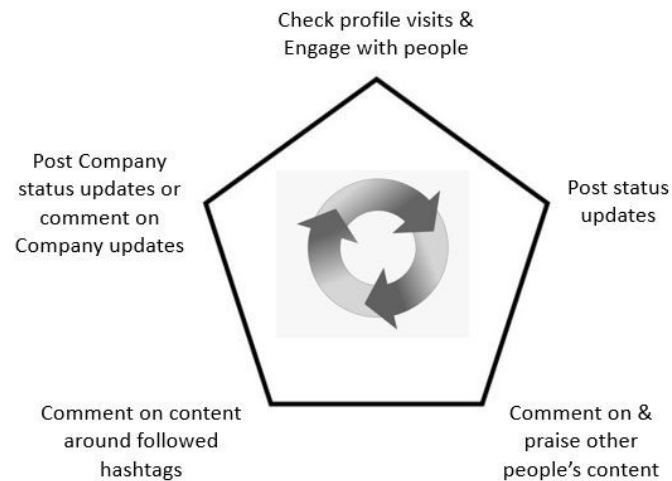 Check profile visits &
Engage with people
Post status
updates
Comment on &
praise other
people's content
Comment on content
around followed
hashtags
Post Company
status updates or
comment on
Company updates